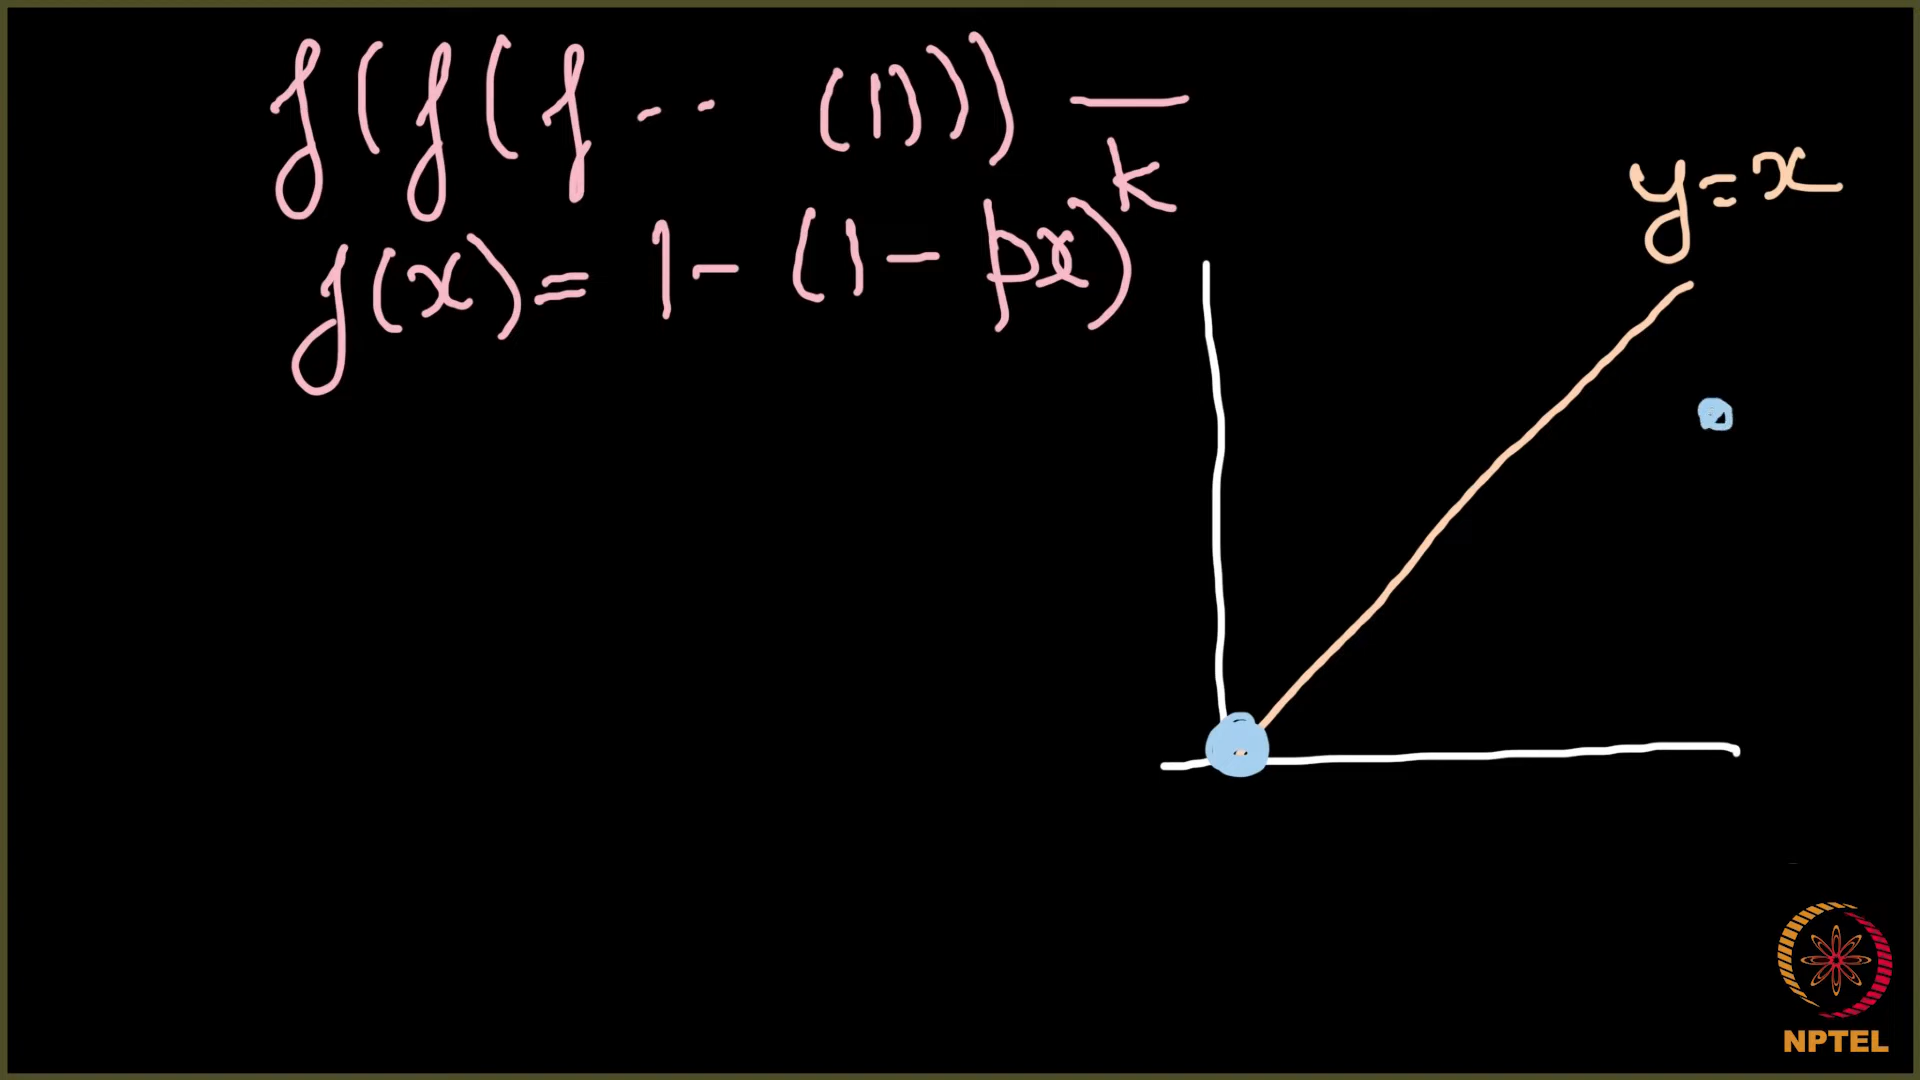 f(f(f -- (1))) —
f(x) = 1 - (1 - px)^k
y = x
NPTEL